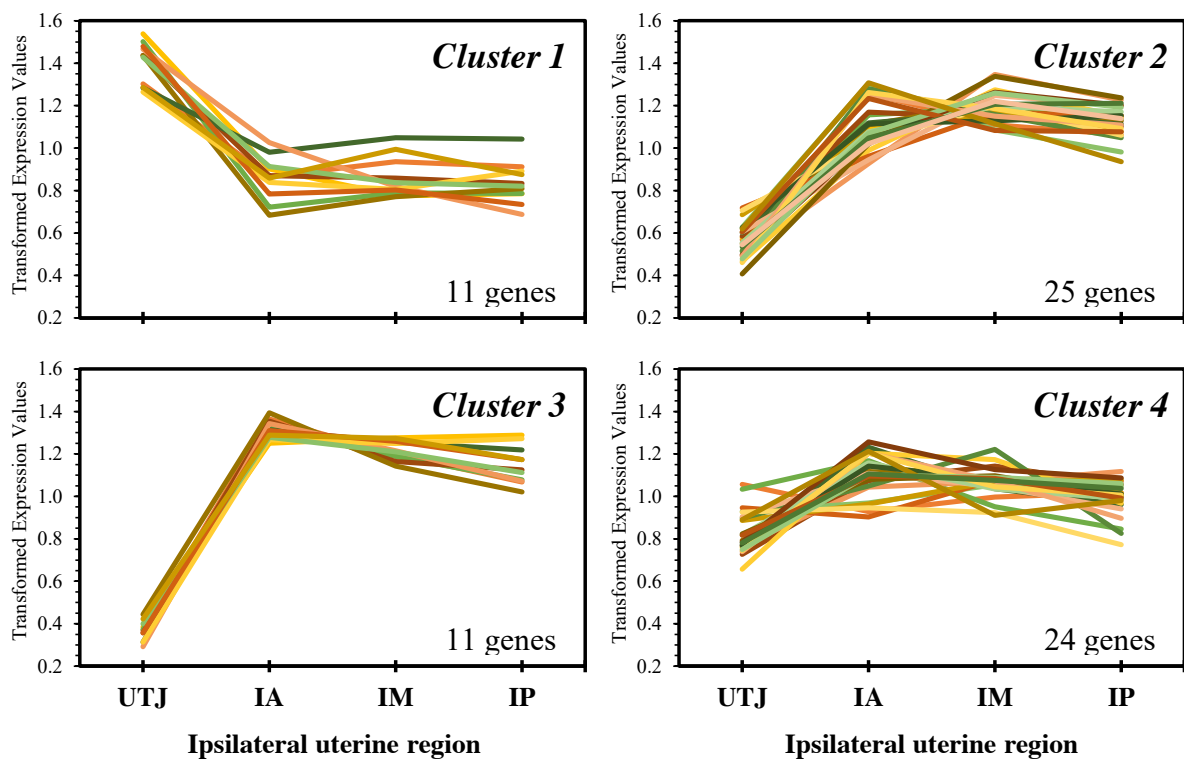 Transformed Expression Values
1.6
1.4
1.2
1.0
0.8
0.6
0.4
0.2
Cluster 1
11 genes
Transformed Expression Values
1.6
1.4
1.2
1.0
0.8
0.6
0.4
0.2
Cluster 2
25 genes
Transformed Expression Values
1.6
1.4
1.2
1.0
0.8
0.6
0.4
0.2
Cluster 3
11 genes
UTJ IA IM IP
Ipsilateral uterine region
Transformed Expression Values
1.6
1.4
1.2
1.0
0.8
0.6
0.4
0.2
Cluster 4
24 genes
UTJ IA IM IP
Ipsilateral uterine region